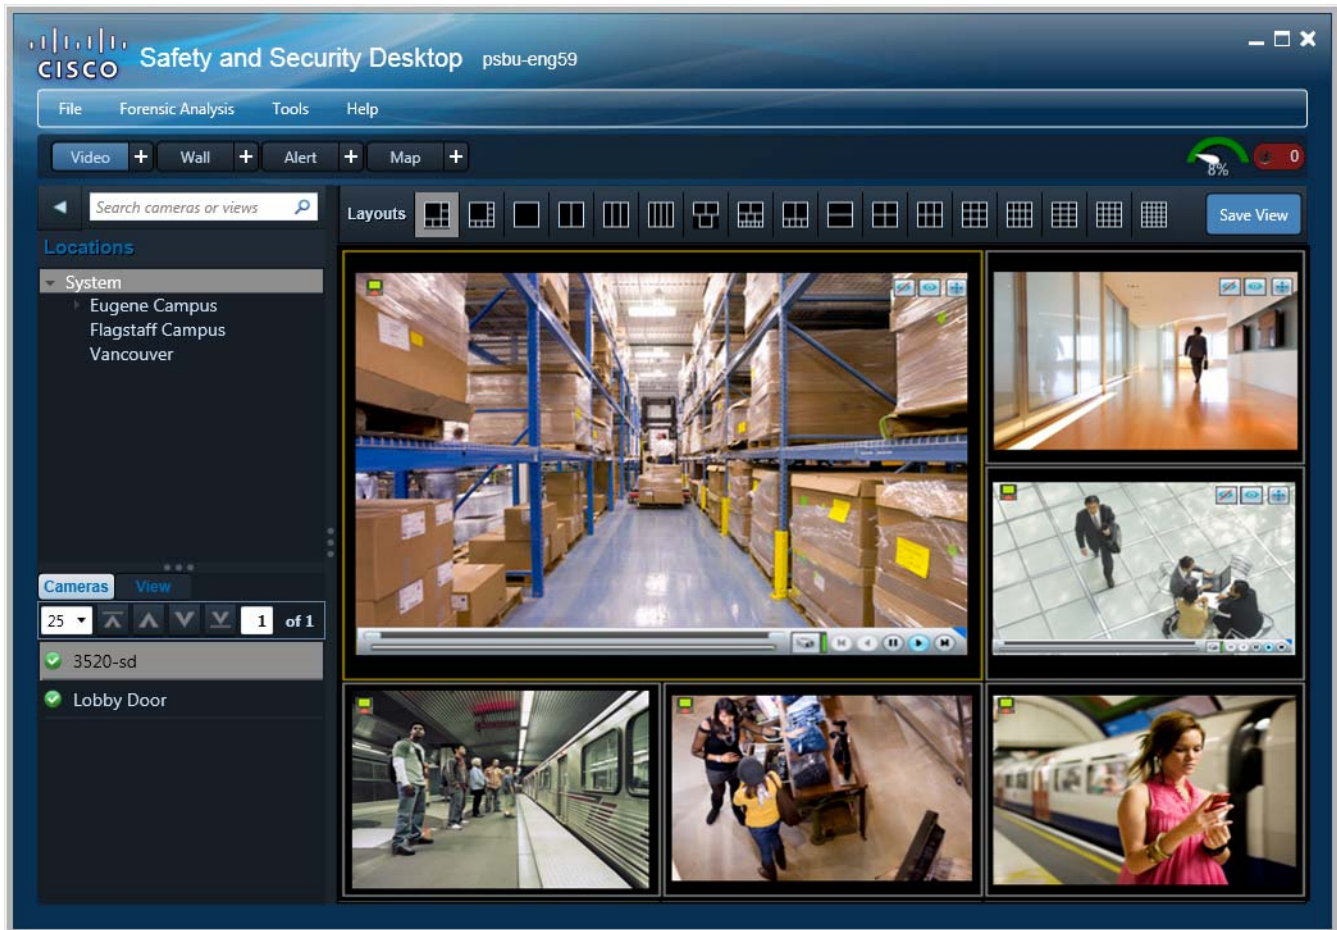 CISCO Safety and Security Desktop psbu-eng59
File Forensic Analysis Tools Help
Video + Wall + Alert + Map +
8% 0
Search cameras or views
Layouts
Save View
Locations
System
Eugene Campus
Flagstaff Campus
Vancouver
Cameras View
25 1 of 1
3520-sd
Lobby Door